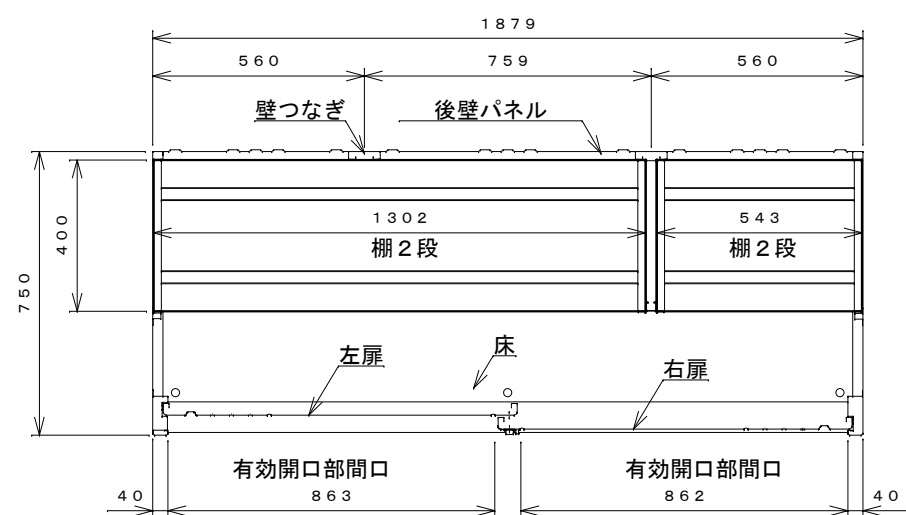 1879
560 759 560
壁つなぎ 後壁パネル
1302 543
棚2段 棚2段
400
750
左扉 床 右扉
有効開口部間口 有効開口部間口
40 863 862 40